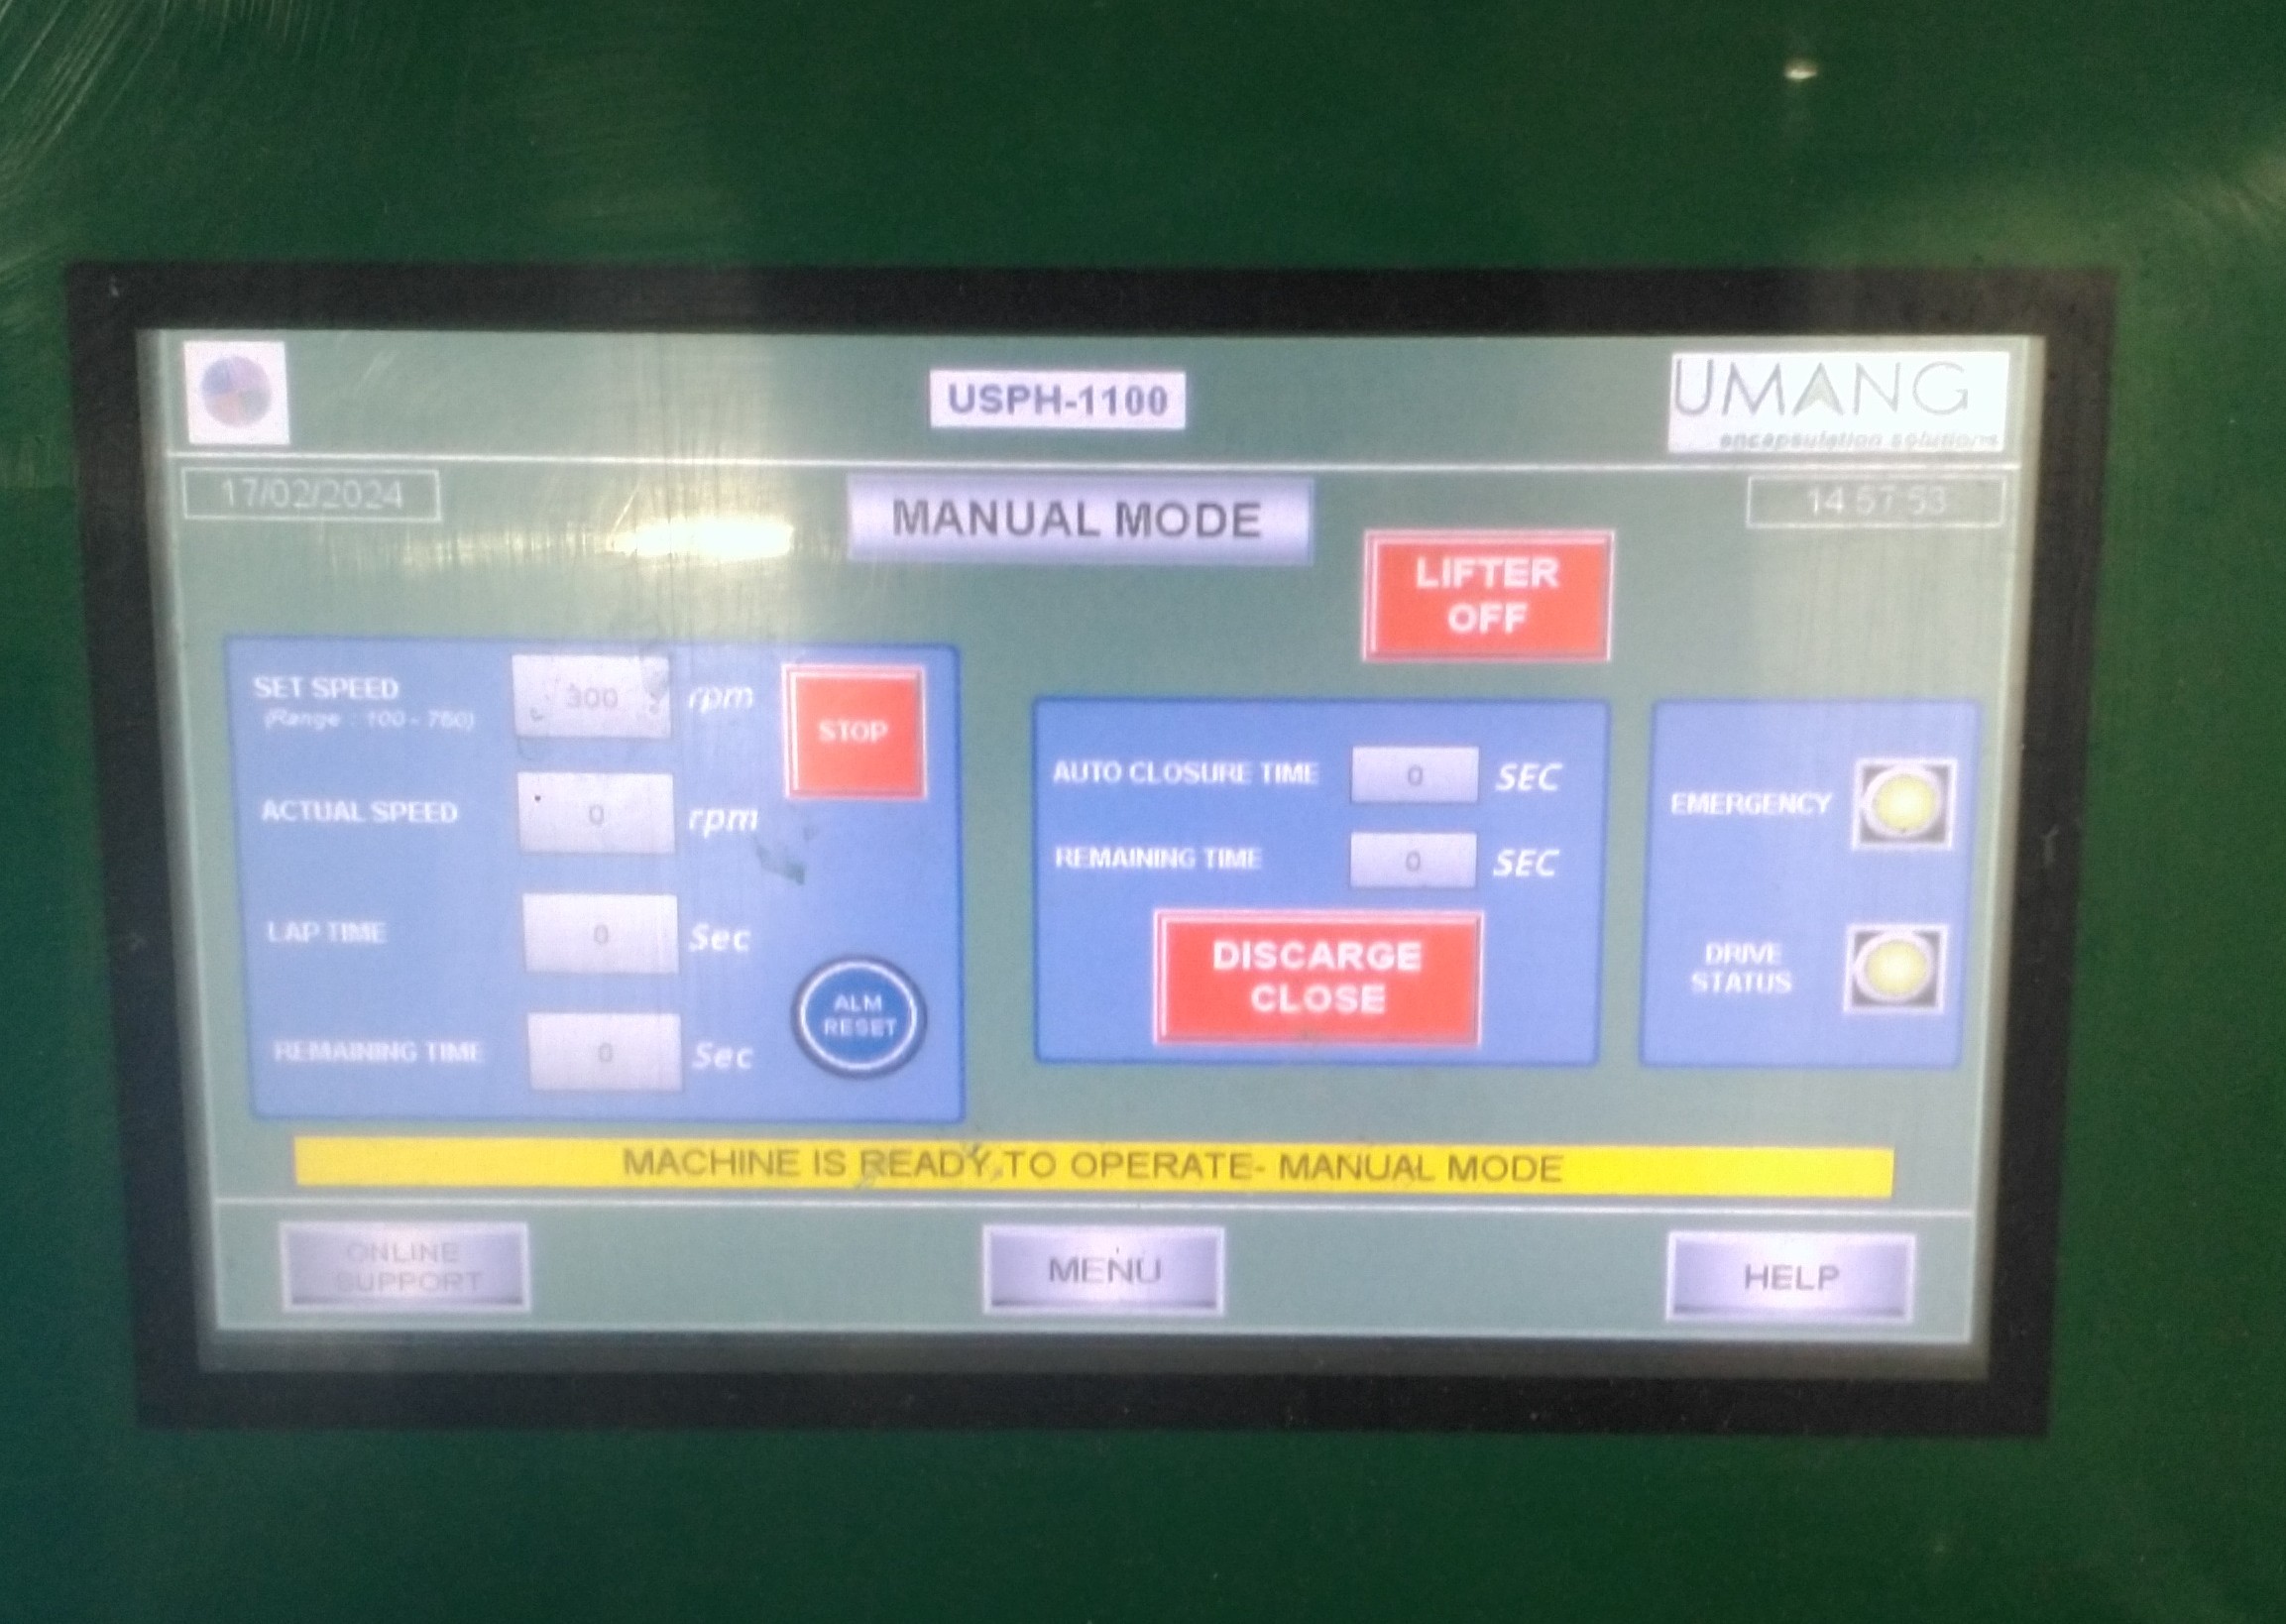 USPH-1100
UMANG
encapsulation solutions
17/02/2024
MANUAL MODE
14:57:53
LIFTER
OFF
SET SPEED
(Range : 100 - 750)
300
rpm
STOP
ACTUAL SPEED
0
rpm
LAP TIME
0
Sec
REMAINING TIME
0
Sec
ALM
RESET
AUTO CLOSURE TIME
0
SEC
REMAINING TIME
0
SEC
DISCARGE
CLOSE
EMERGENCY
DRIVE
STATUS
MACHINE IS READY TO OPERATE- MANUAL MODE
ONLINE
SUPPORT
MENU
HELP